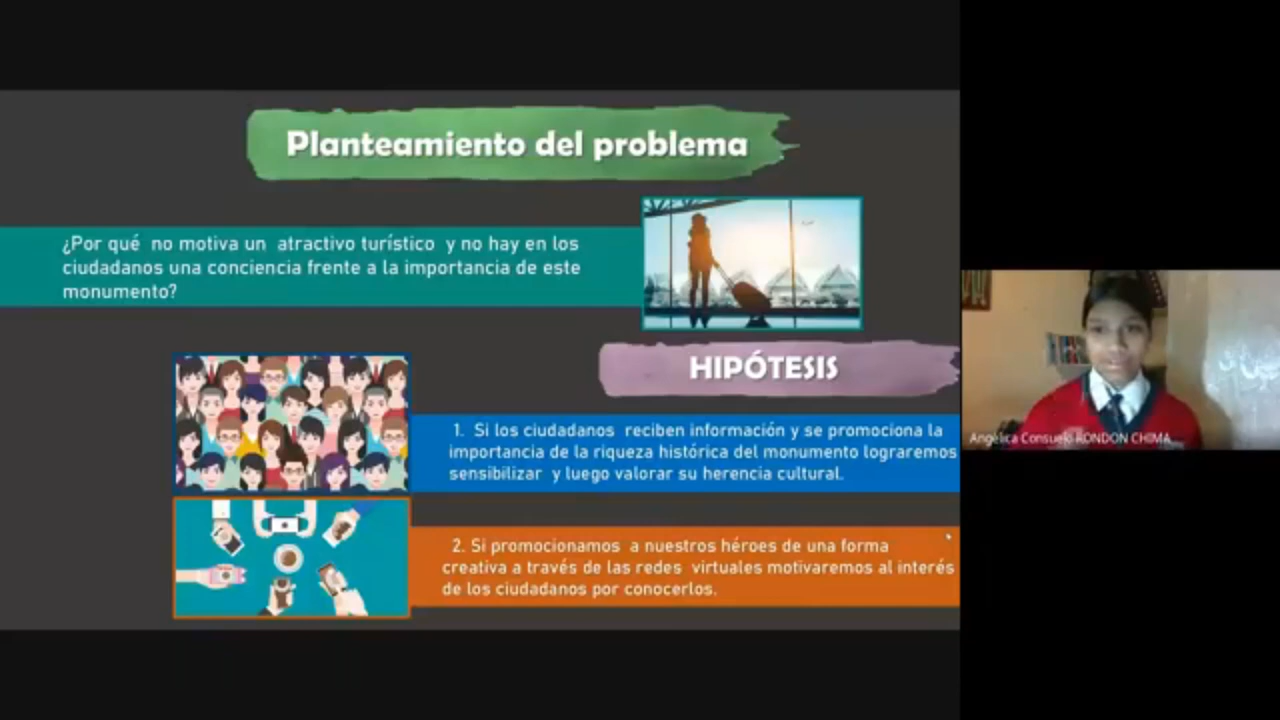 Planteamiento del problema
¿Por qué no motiva un atractivo turístico y no hay en los
ciudadanos una conciencia frente a la importancia de este
monumento?
HIPÓTESIS
1. Si los ciudadanos reciben información y se promociona la
importancia de la riqueza histórica del monumento lograremos
sensibilizar y luego valorar su herencia cultural.
2. Si promocionamos a nuestros héroes de una forma
creativa a través de las redes virtuales motivaremos al interés
de los ciudadanos por conocerlos.
Angélica Consuelo RONDON CHIMA